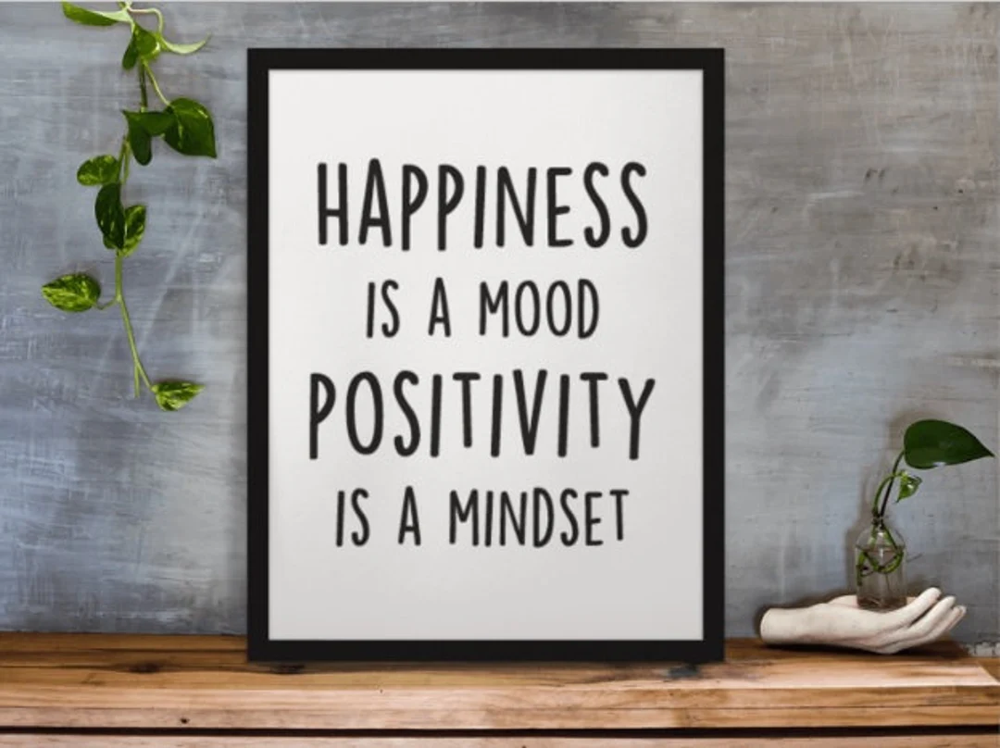 HAPPINESS
IS A MOOD
POSITIVITY
IS A MINDSET